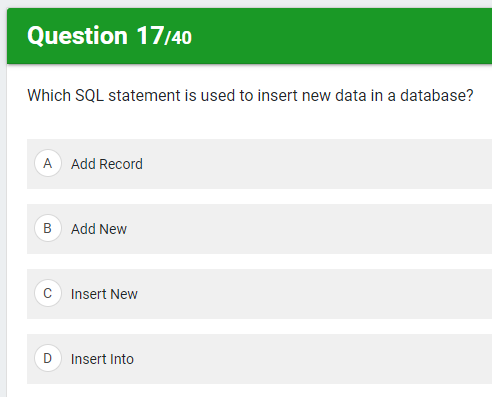 Question 17/40
Which SQL statement is used to insert new data in a database?
A Add Record
B Add New
C Insert New
D Insert Into